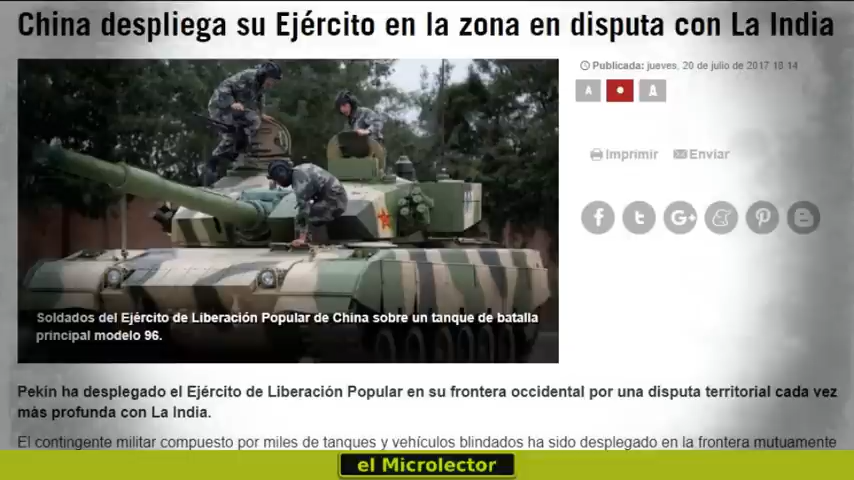 China despliega su Ejército en la zona en disputa con La India
Publicada: jueves, 20 de julio de 2017 18:14
A
A
Imprimir Enviar
Soldados del Ejército de Liberación Popular de China sobre un tanque de batalla
principal modelo 96.
Pekín ha desplegado el Ejército de Liberación Popular en su frontera occidental por una disputa territorial cada vez
más profunda con La India.
El contingente militar compuesto por miles de tanques y vehículos blindados ha sido desplegado en la frontera mutuamente
el Microlector